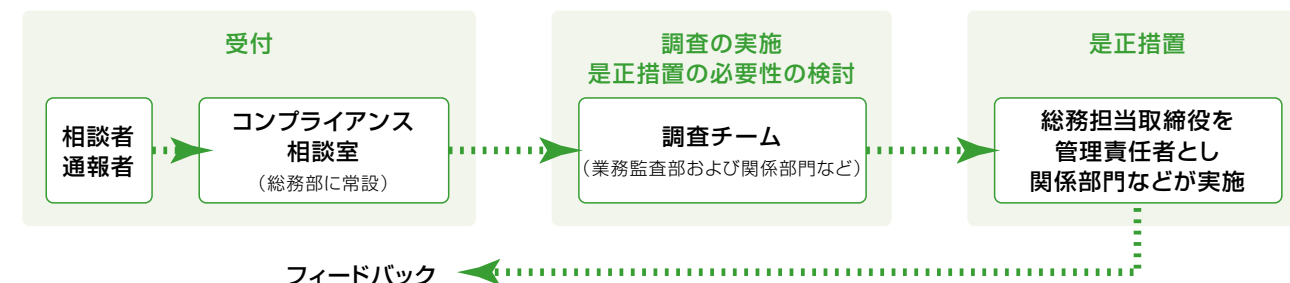 受付
相談者
通報者
コンプライアンス
相談室
（総務部に常設）
調査の実施
是正措置の必要性の検討
調査チーム
（業務監査部および関係部門など）
是正措置
総務担当取締役を
管理責任者とし
関係部門などが実施
フィードバック